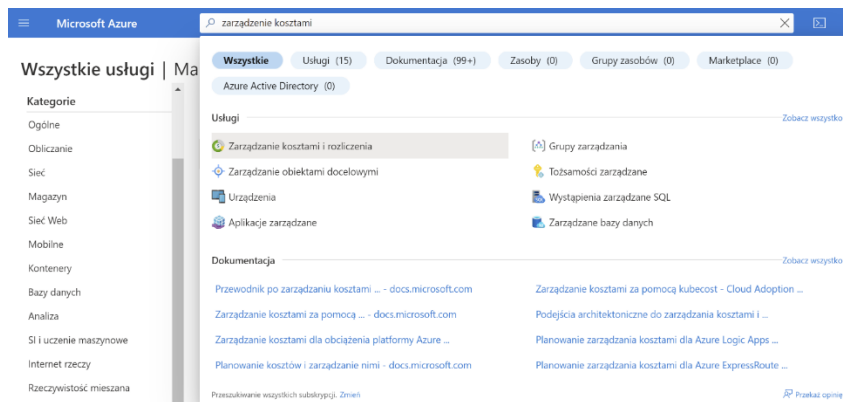 Microsoft Azure
zarządzenie kosztami
Wszystkie usługi | Ma
Kategorie
Ogólne
Obliczanie
Sieć
Magazyn
Sieć Web
Mobilne
Kontenery
Bazy danych
Analiza
SI i uczenie maszynowe
Internet rzeczy
Rzeczywistość mieszana
Wszystkie Usługi (15) Dokumentacja (99+) Zasoby (0) Grupy zasobów (0) Marketplace (0)
Azure Active Directory (0)
Usługi Zobacz wszystko
Zarządzanie kosztami i rozliczenia Grupy zarządzania
Zarządzanie obiektami docelowymi Tożsamości zarządzane
Urządzenia Wystąpienia zarządzane SQL
Aplikacje zarządzane Zarządzane bazy danych
Dokumentacja Zobacz wszystko
Przewodnik po zarządzaniu kosztami ... - docs.microsoft.com Zarządzanie kosztami za pomocą kubecost - Cloud Adoption ...
Zarządzanie kosztami za pomocą ... - docs.microsoft.com Podejścia architektoniczne do zarządzania kosztami i ...
Zarządzanie kosztami dla obciążenia platformy Azure ... Planowanie zarządzania kosztami dla Azure Logic Apps ...
Planowanie kosztów i zarządzanie nimi - docs.microsoft.com Planowanie zarządzania kosztami dla Azure ExpressRoute ...
Przeszukiwanie wszystkich subskrypcji. Zmień Przekaż opinię